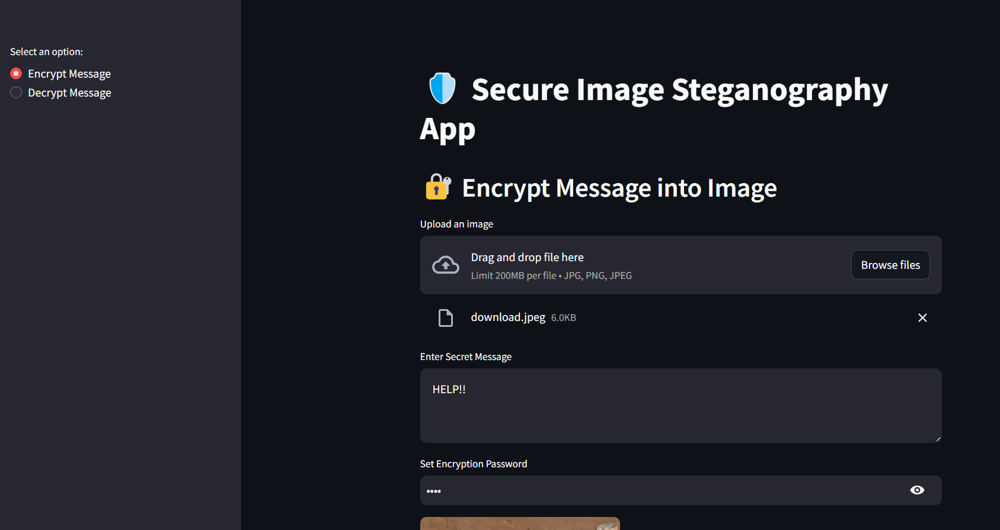 Select an option:
Encrypt Message
Decrypt Message
Secure Image Steganography
App
Encrypt Message into Image
Upload an image
Drag and drop file here
Limit 200MB per file • JPG, PNG, JPEG
Browse files
download.jpeg 6.0KB
Enter Secret Message
HELP!!
Set Encryption Password
••••